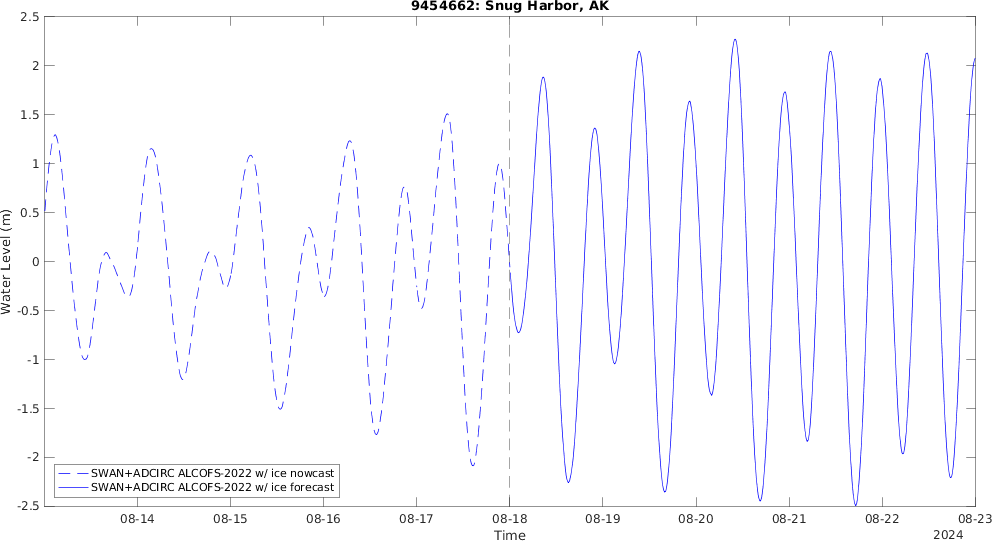 9454662: Snug Harbor, AK
2.5
2
1.5
1
0.5
0
-0.5
-1
-1.5
-2
-2.5
Water Level (m)
SWAN+ADCIRC ALCOFS-2022 w/ ice nowcast
SWAN+ADCIRC ALCOFS-2022 w/ ice forecast
08-14 08-15 08-16 08-17 08-18 08-19 08-20 08-21 08-22 08-23
Time
2024